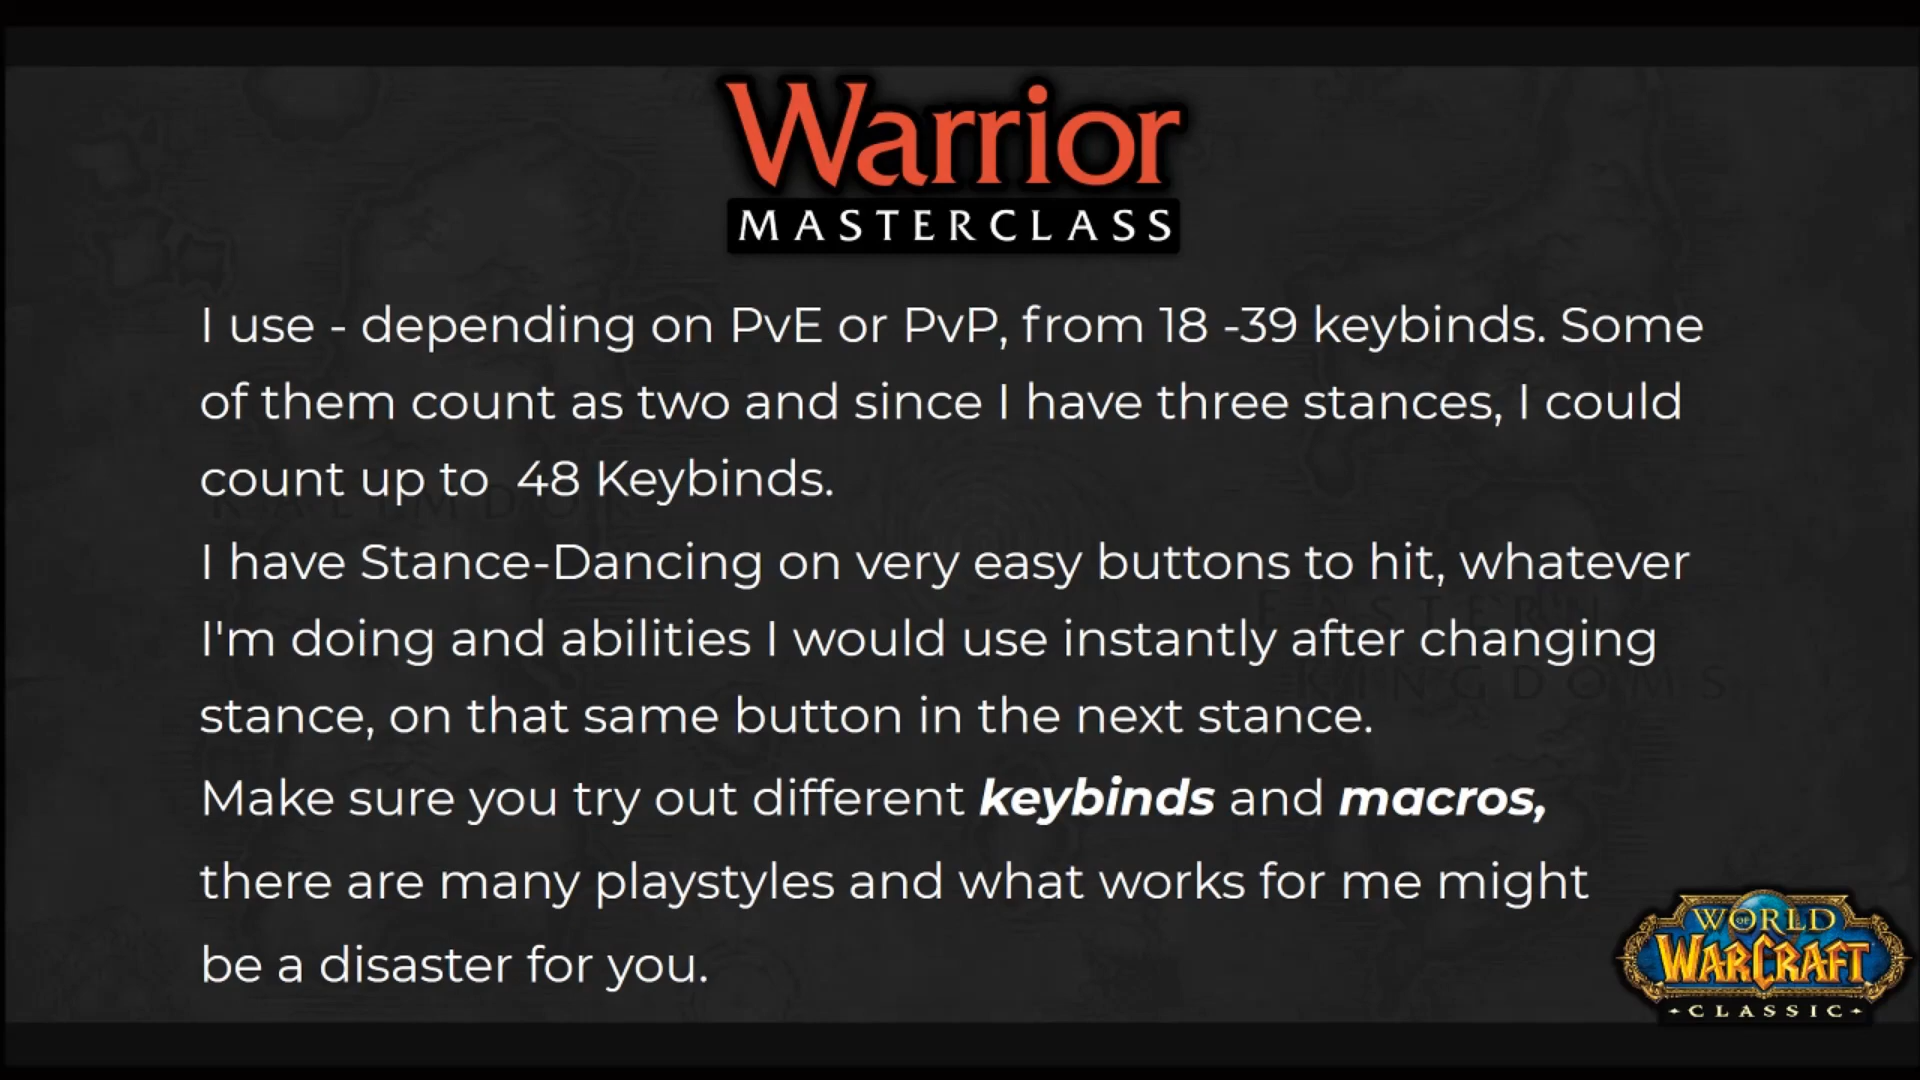 Warrior
MASTERCLASS
I use - depending on PvE or PvP, from 18 -39 keybinds. Some
of them count as two and since I have three stances, I could
count up to  48 Keybinds.
KALIMDOR
I have Stance-Dancing on very easy buttons to hit, whatever
EASTERN
I'm doing and abilities I would use instantly after changing
KINGDOMS
stance, on that same button in the next stance.
Make sure you try out different keybinds and macros,
there are many playstyles and what works for me might
be a disaster for you.
WORLD OF
WARCRAFT
CLASSIC